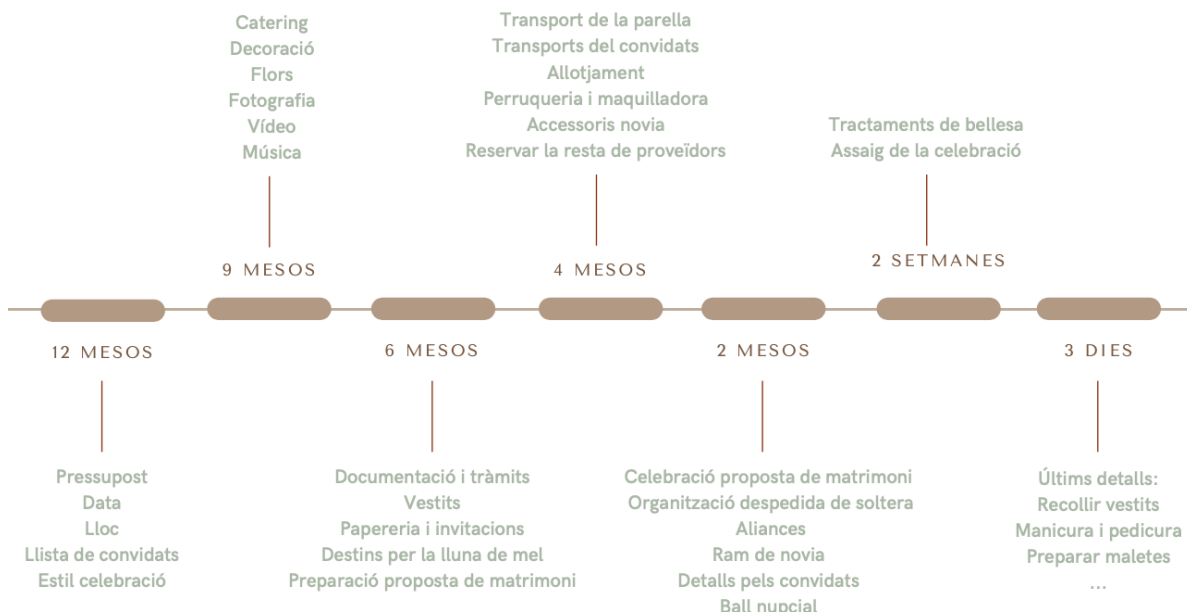 Catering
Decoració
Flors
Fotografia
Vídeo
Música
9 MESOS
Transport de la parella
Transports del convidats
Allotjament
Perruqueria i maquilladora
Accessoris novia
Reservar la resta de proveïdors
4 MESOS
Tractaments de bellesa
Assaig de la celebració
2 SETMANES
12 MESOS
Pressupost
Data
Lloc
Llista de convidats
Estil celebració
6 MESOS
Documentació i tràmits
Vestits
Papereria i invitacions
Destins per la lluna de mel
Preparació proposta de matrimoni
2 MESOS
Celebració proposta de matrimoni
Organització despedida de soltera
Aliances
Ram de novia
Detalls pels convidats
Ball nupcial
3 DIES
Últims detalls:
Recollir vestits
Manicura i pedicura
Preparar maletes
...